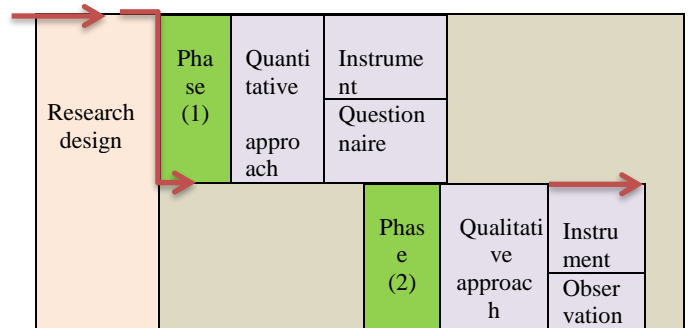 Research
design
Pha
se
(1)
Quanti
tative
appro
ach
Instrume
nt
Question
naire
Phas
e
(2)
Qualitati
ve
approac
h
Instru
ment
Obser
vation